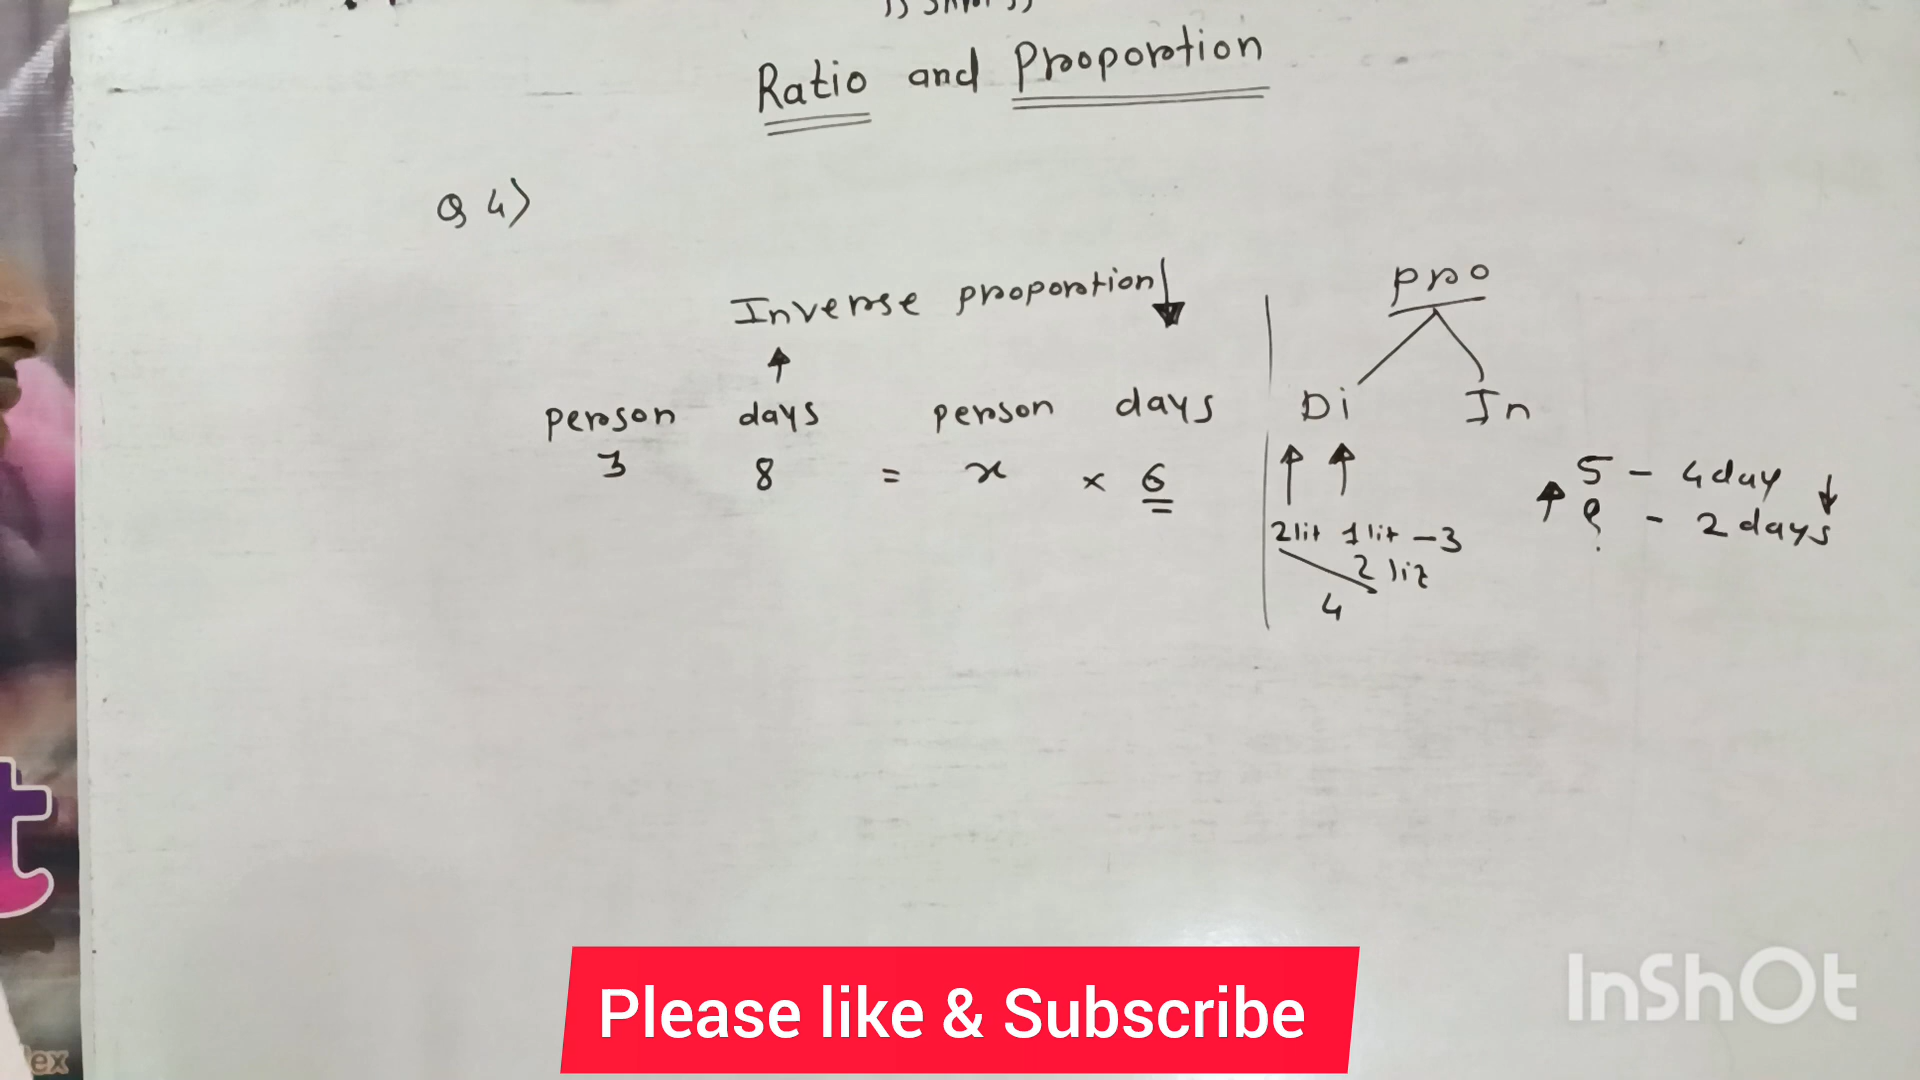 Ratio and Proportion
Q 4)
Inverse proportion
person days person days
3 8 = x × 6
pro
Di In
2lit 1lit - 3
2 lit
4
5 - 4day
? - 2 days
Please like & Subscribe
InShOt
t
ex